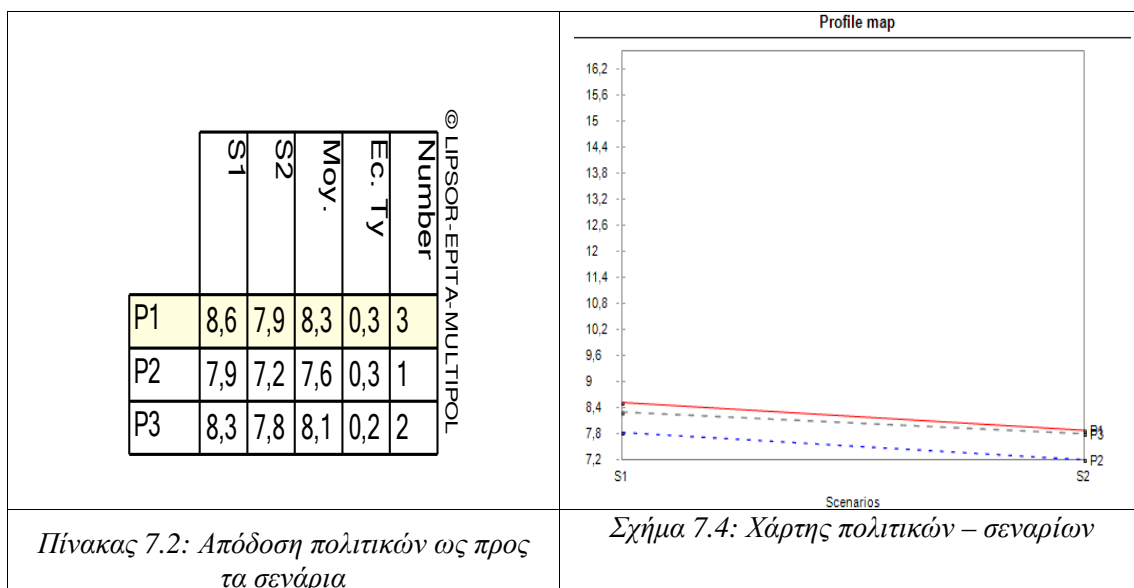 S1 S2 Moy. Ec. Ty Number
P1 8,6 7,9 8,3 0,3 3
P2 7,9 7,2 7,6 0,3 1
P3 8,3 7,8 8,1 0,2 2
© LIPSOR-EPITA-MULTIPOL
Πίνακας 7.2: Απόδοση πολιτικών ως προς
τα σενάρια
Profile map
16,2
15,6
15
14,4
13,8
13,2
12,6
12
11,4
10,8
10,2
9,6
9
8,4
7,8
7,2
P1
P3
P2
S1 S2
Scenarios
Σχήμα 7.4: Χάρτης πολιτικών – σεναρίων